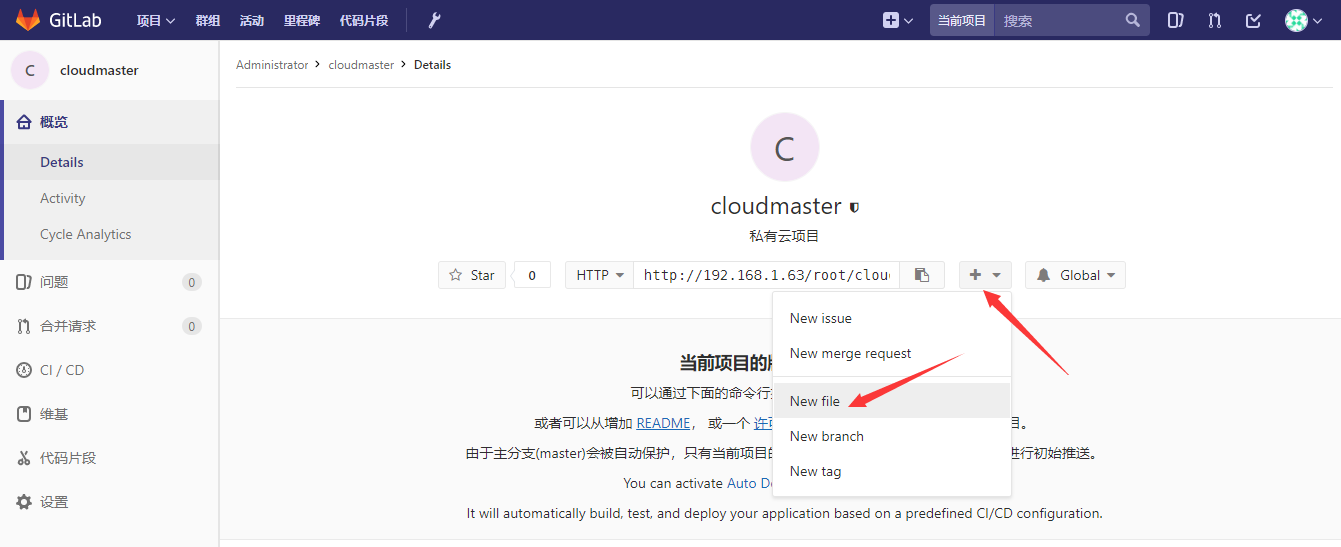 GitLab 项目 群组 活动 里程碑 代码片段 当前项目 搜索
C cloudmaster
Administrator > cloudmaster > Details
概览
Details
Activity
Cycle Analytics
问题 0
合并请求 0
CI / CD
维基
代码片段
设置
C
cloudmaster
私有云项目
Star 0 HTTP http://192.168.1.63/root/clou Global
New issue
New merge request
New file
New branch
New tag
当前项目的
可以通过下面的命令行
或者可以从增加 README， 或一个 许 目。
由于主分支(master)会被自动保护，只有当前项目的 进行初始推送。
You can activate Auto De
It will automatically build, test, and deploy your application based on a predefined CI/CD configuration.